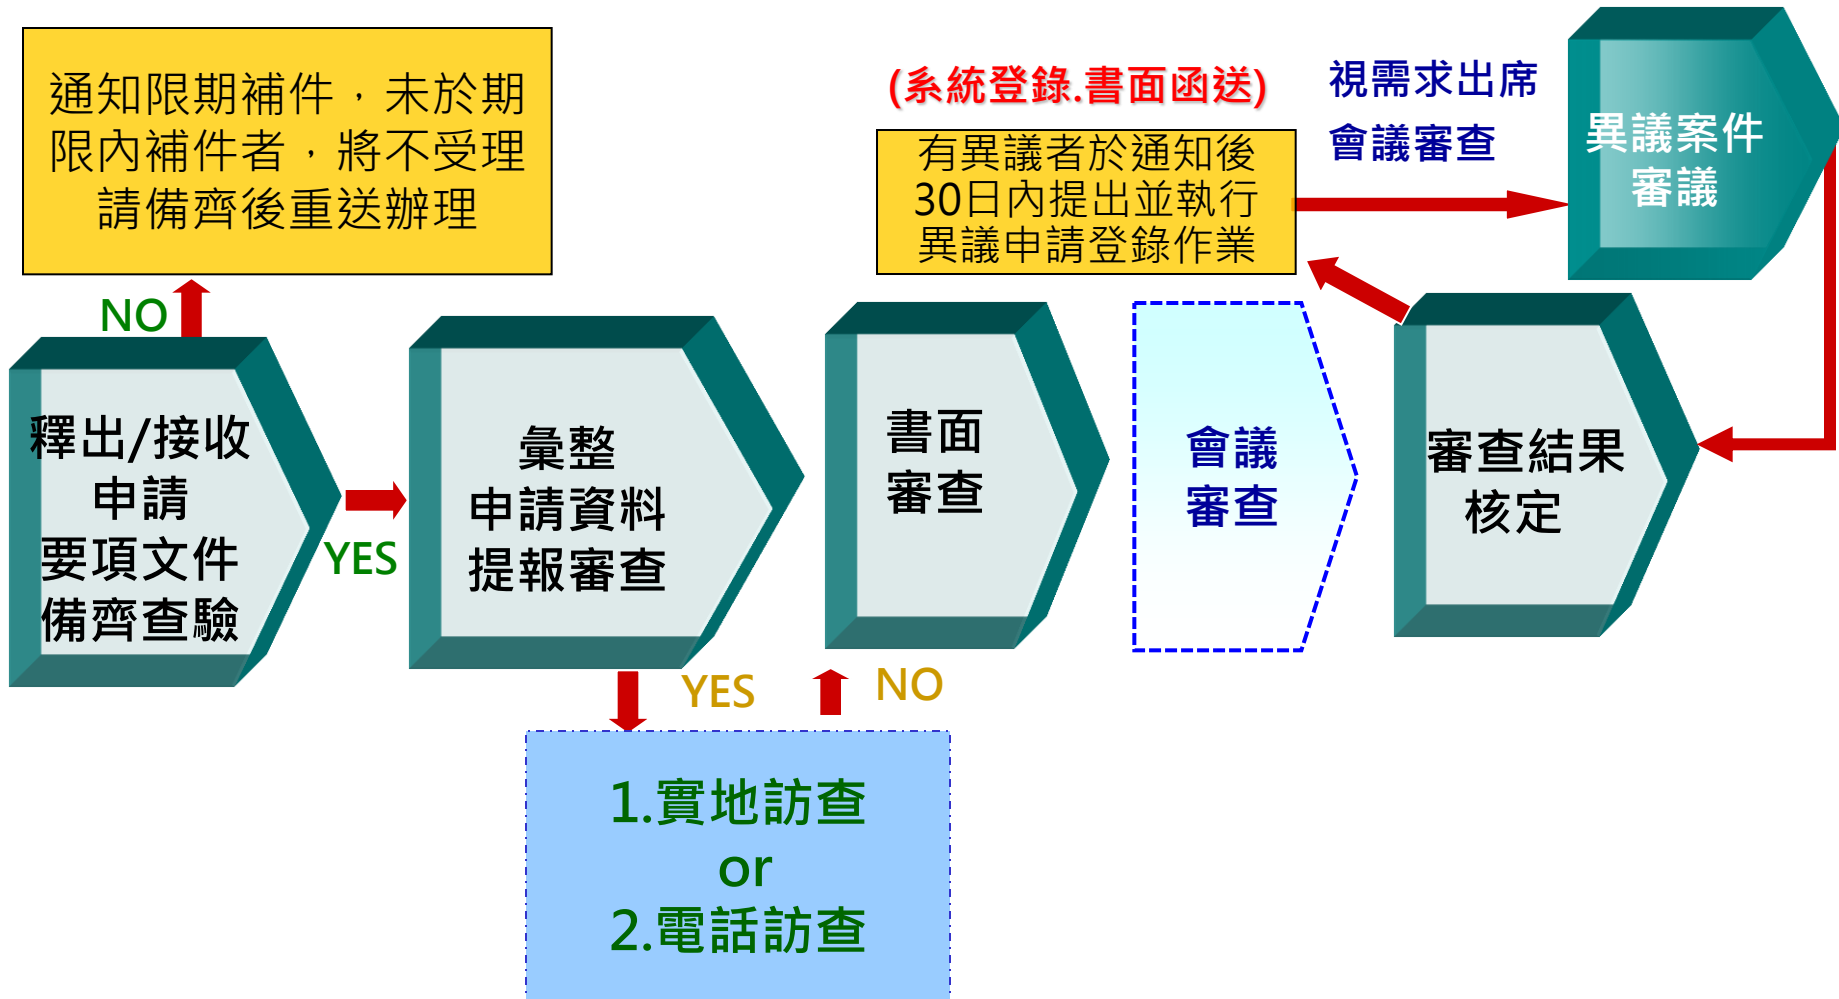 通知限期補件，未於期
限內補件者，將不受理
請備齊後重送辦理
(系統登錄.書面函送)
有異議者於通知後
30日內提出並執行
異議申請登錄作業
視需求出席
會議審查
異議案件
審議
NO
釋出/接收
申請
要項文件
備齊查驗
YES
彙整
申請資料
提報審查
書面
審查
會議
審查
審查結果
核定
YES
NO
1.實地訪查
or
2.電話訪查